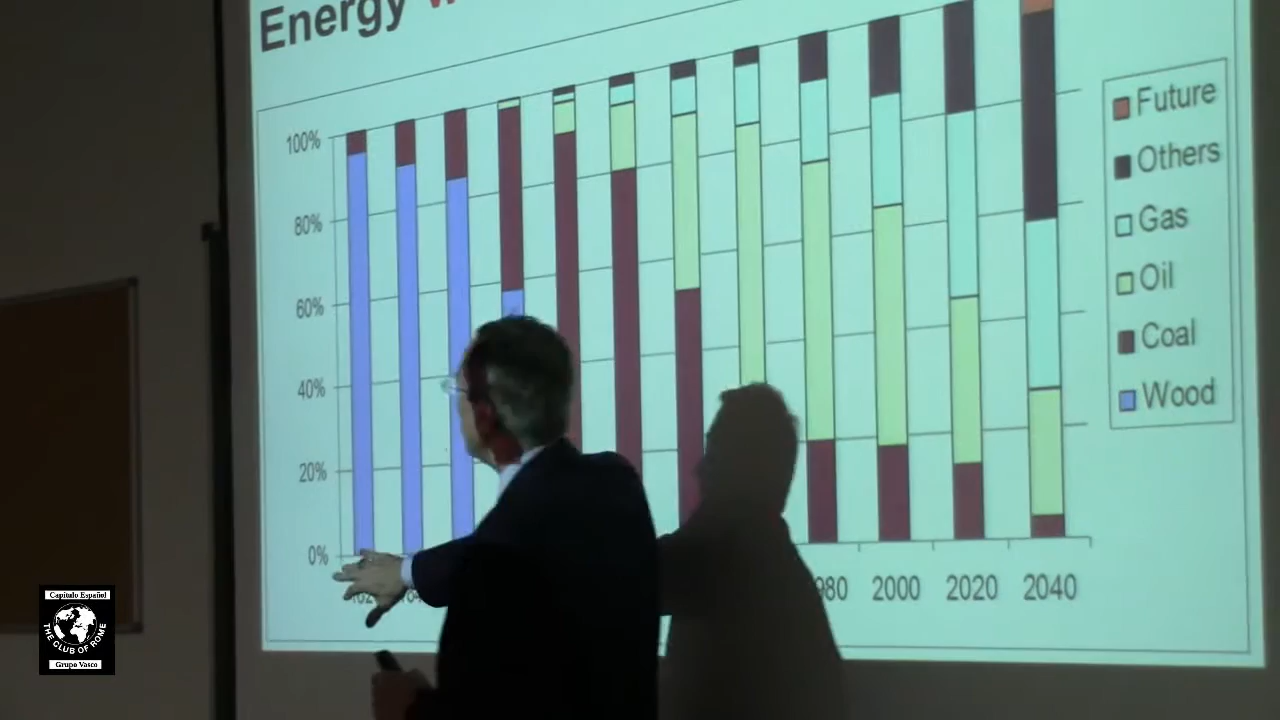 Energy
100%
80%
60%
40%
20%
0%
980 2000 2020 2040
Future
Others
Gas
Oil
Coal
Wood
Capítulo Español
THE CLUB OF ROME
Grupo Vasco